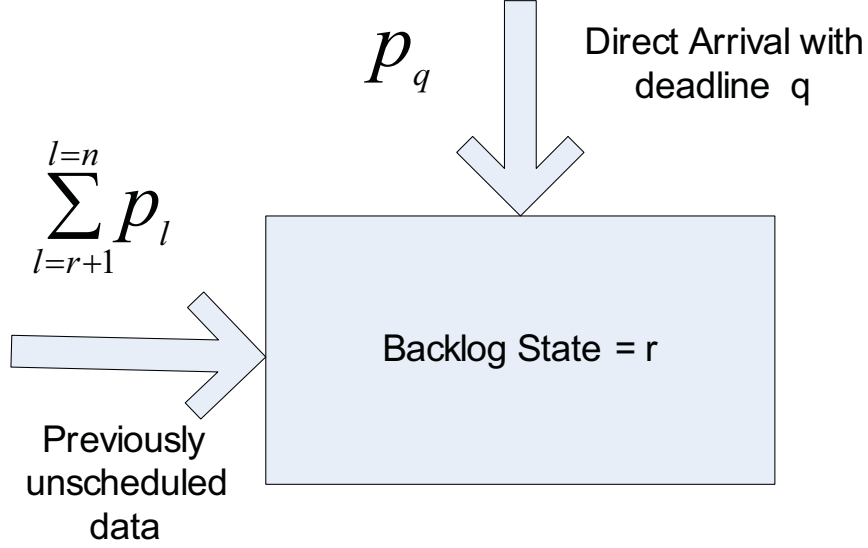 p_q
Direct Arrival with
deadline q
l=n
∑ p_l
l=r+1
Backlog State = r
Previously
unscheduled
data